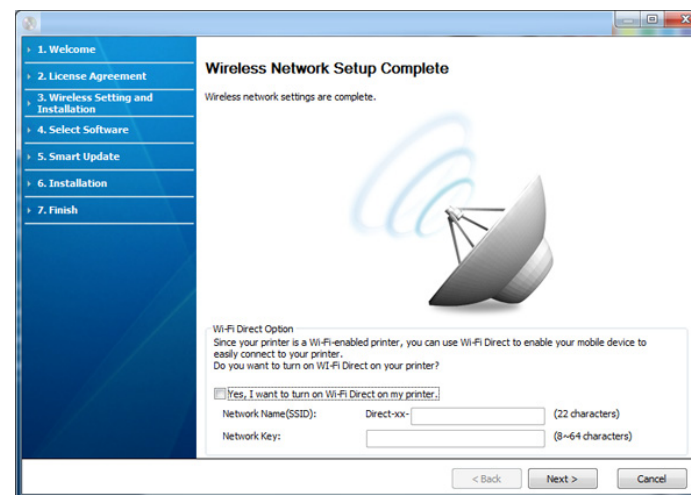 1. Welcome
2. License Agreement
3. Wireless Setting and
Installation
4. Select Software
5. Smart Update
6. Installation
7. Finish
Wireless Network Setup Complete
Wireless network settings are complete.
Wi-Fi Direct Option
Since your printer is a Wi-Fi-enabled printer, you can use Wi-Fi Direct to enable your mobile device to
easily connect to your printer.
Do you want to turn on WI-Fi Direct on your printer?
Yes, I want to turn on Wi-Fi Direct on my printer.
Network Name(SSID): Direct-xx- (22 characters)
Network Key: (8~64 characters)
< Back Next > Cancel